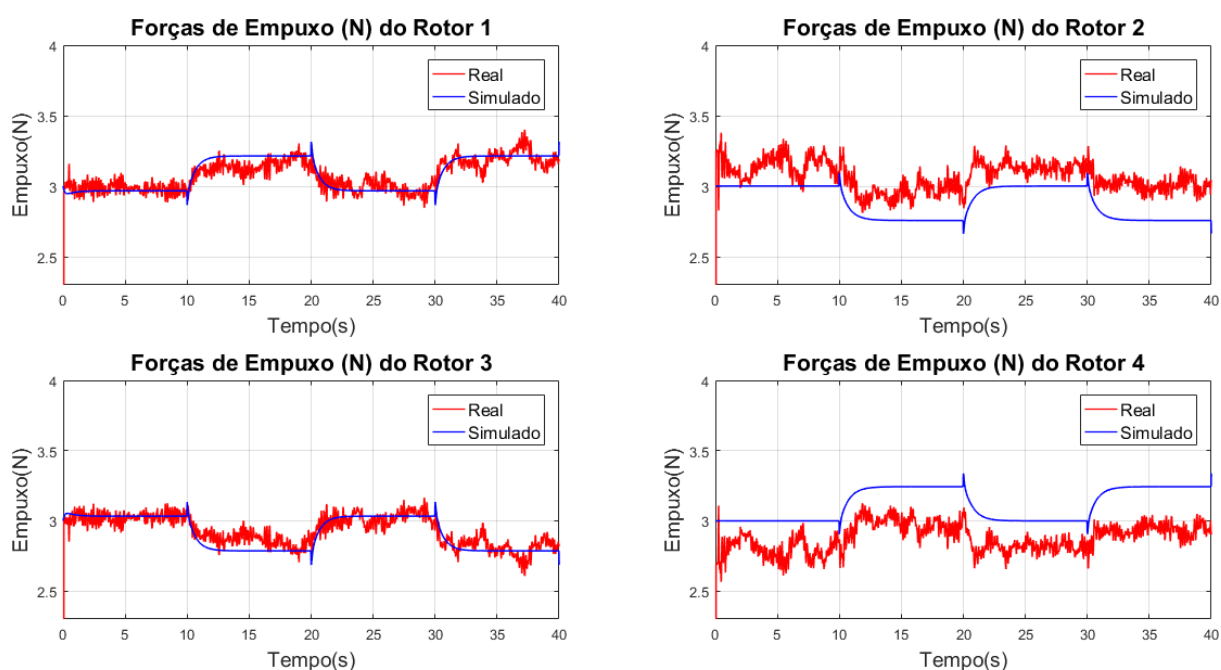 Forças de Empuxo (N) do Rotor 1
4
3.5
3
2.5
Empuxo(N)
Real
Simulado
0 5 10 15 20 25 30 35 40
Tempo(s)
Forças de Empuxo (N) do Rotor 2
4
3.5
3
2.5
Empuxo(N)
Real
Simulado
0 5 10 15 20 25 30 35 40
Tempo(s)
Forças de Empuxo (N) do Rotor 3
4
3.5
3
2.5
Empuxo(N)
Real
Simulado
0 5 10 15 20 25 30 35 40
Tempo(s)
Forças de Empuxo (N) do Rotor 4
4
3.5
3
2.5
Empuxo(N)
Real
Simulado
0 5 10 15 20 25 30 35 40
Tempo(s)